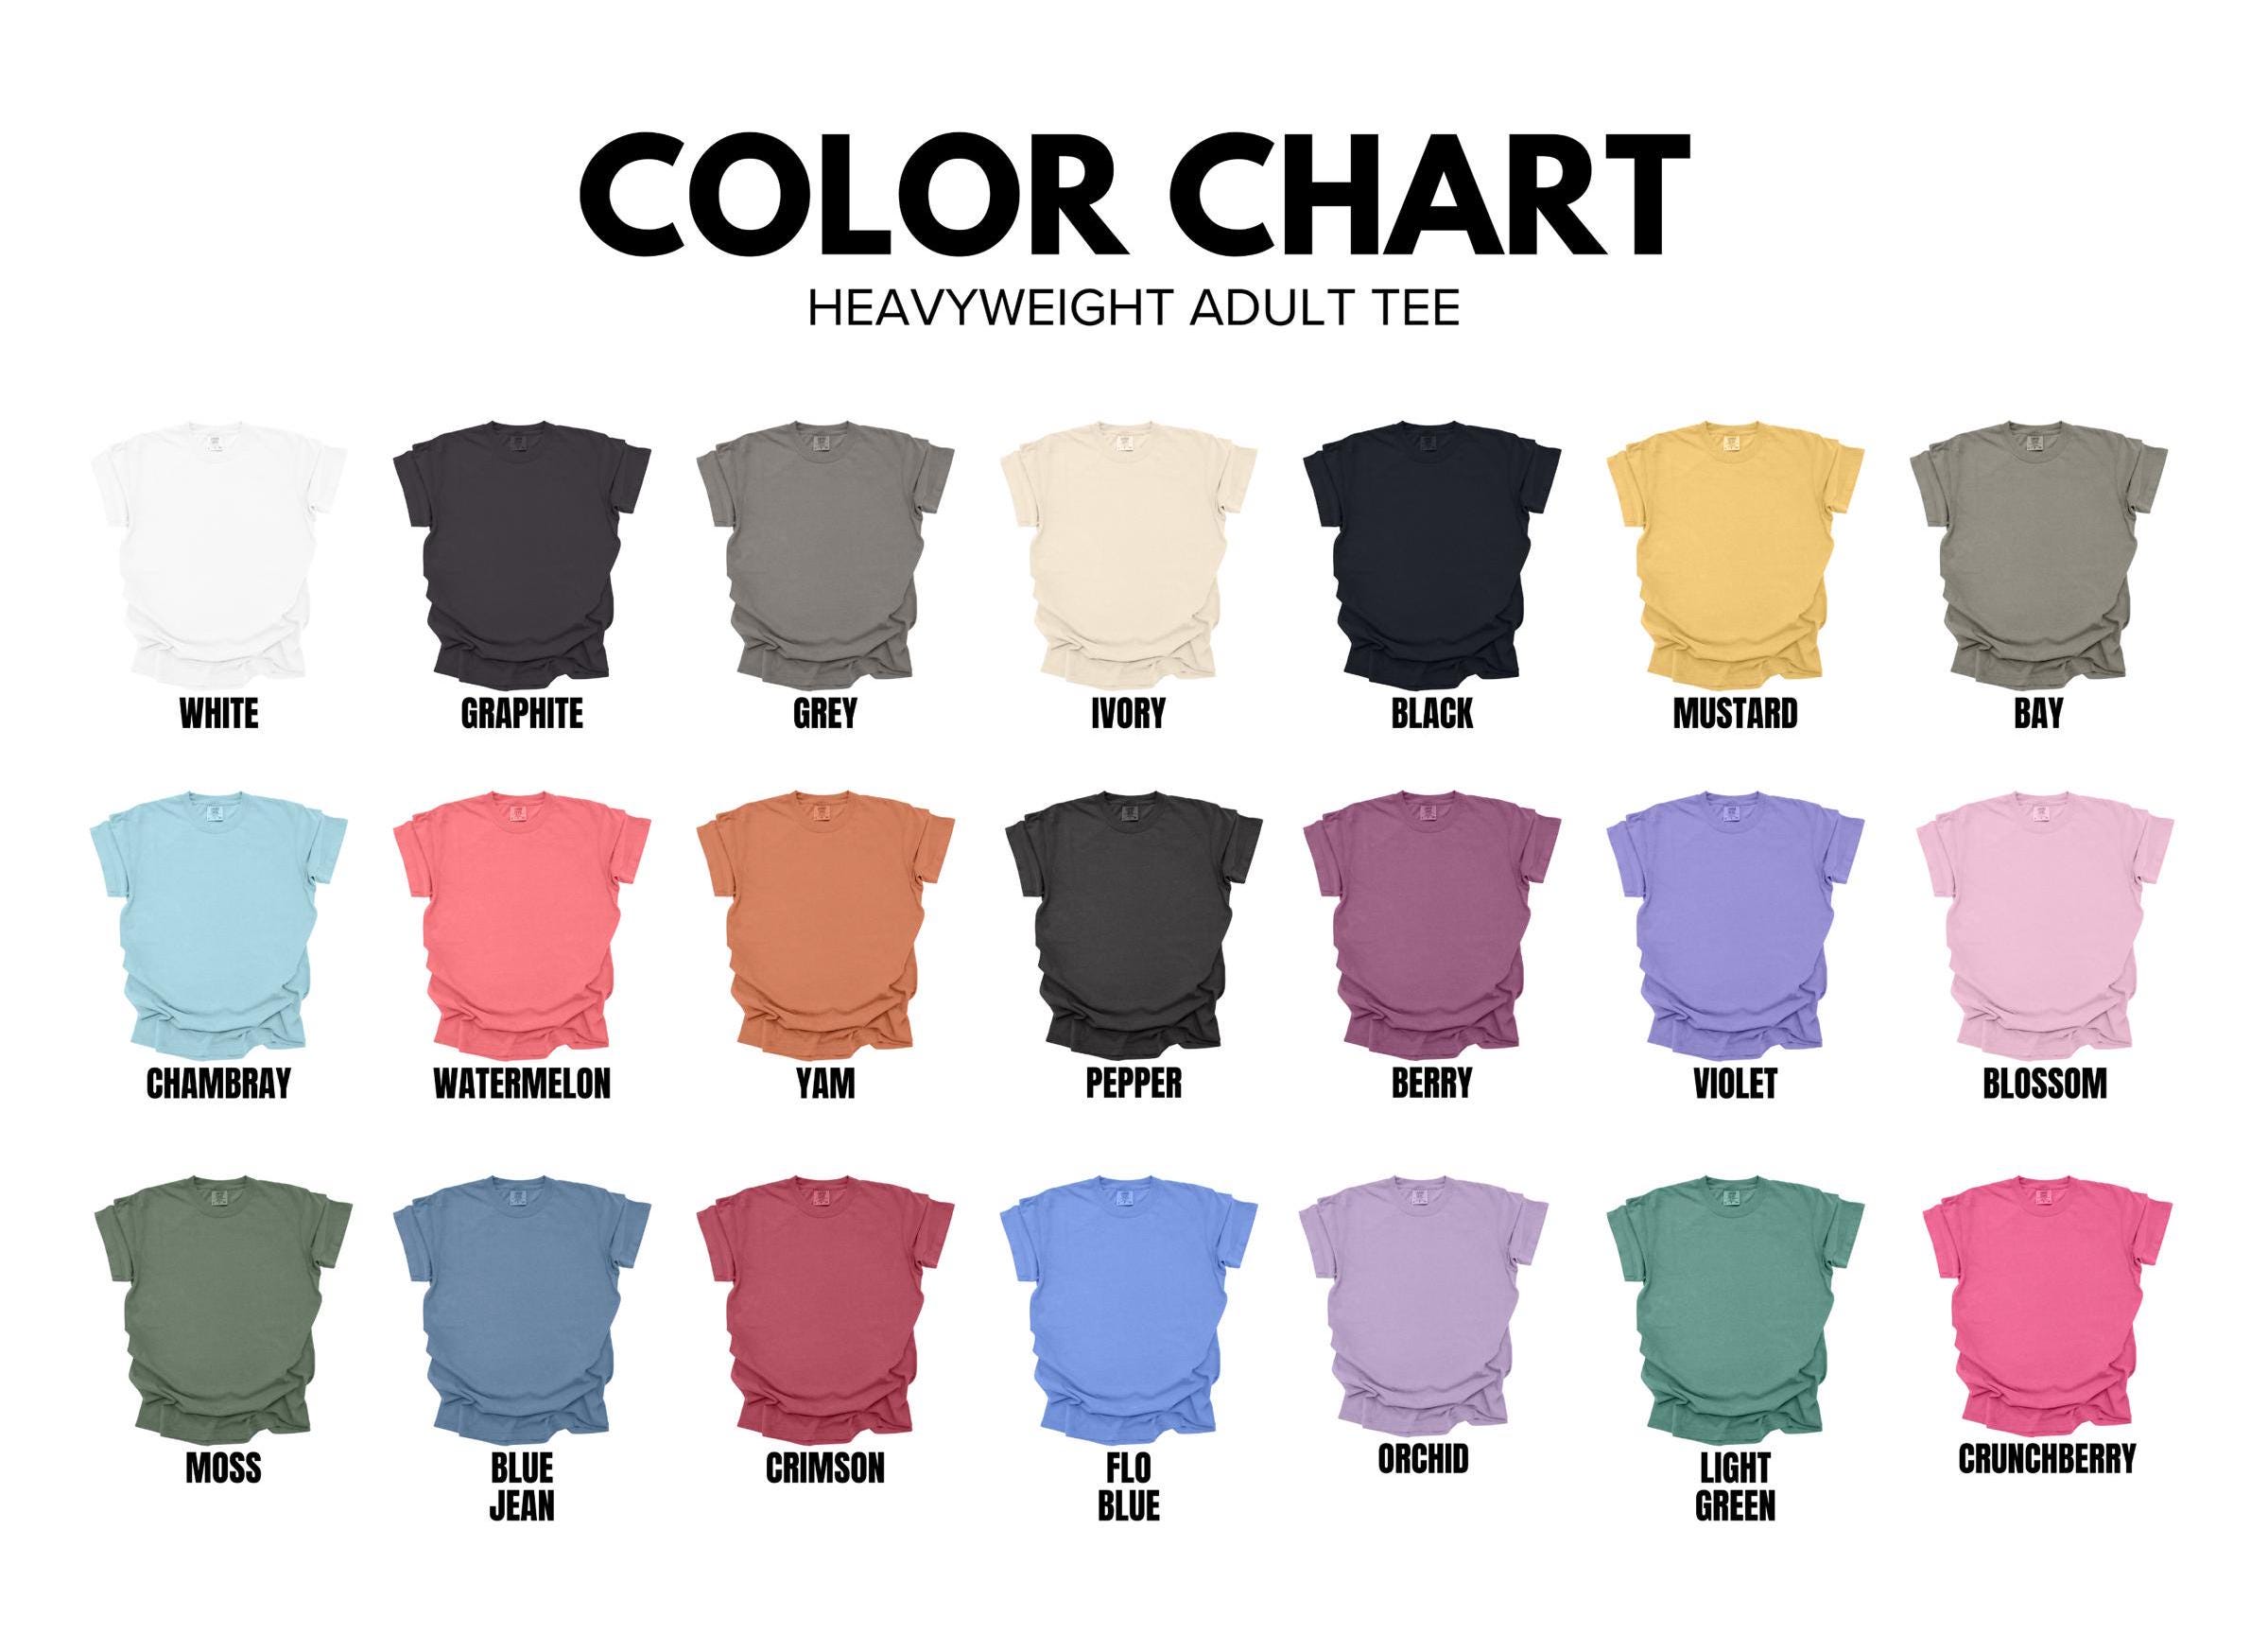 COLOR CHART
HEAVYWEIGHT ADULT TEE
WHITE
GRAPHITE
GREY
IVORY
BLACK
MUSTARD
BAY
CHAMBRAY
WATERMELON
YAM
PEPPER
BERRY
VIOLET
BLOSSOM
MOSS
BLUE
JEAN
CRIMSON
FLO
BLUE
ORCHID
LIGHT
GREEN
CRUNCHBERRY